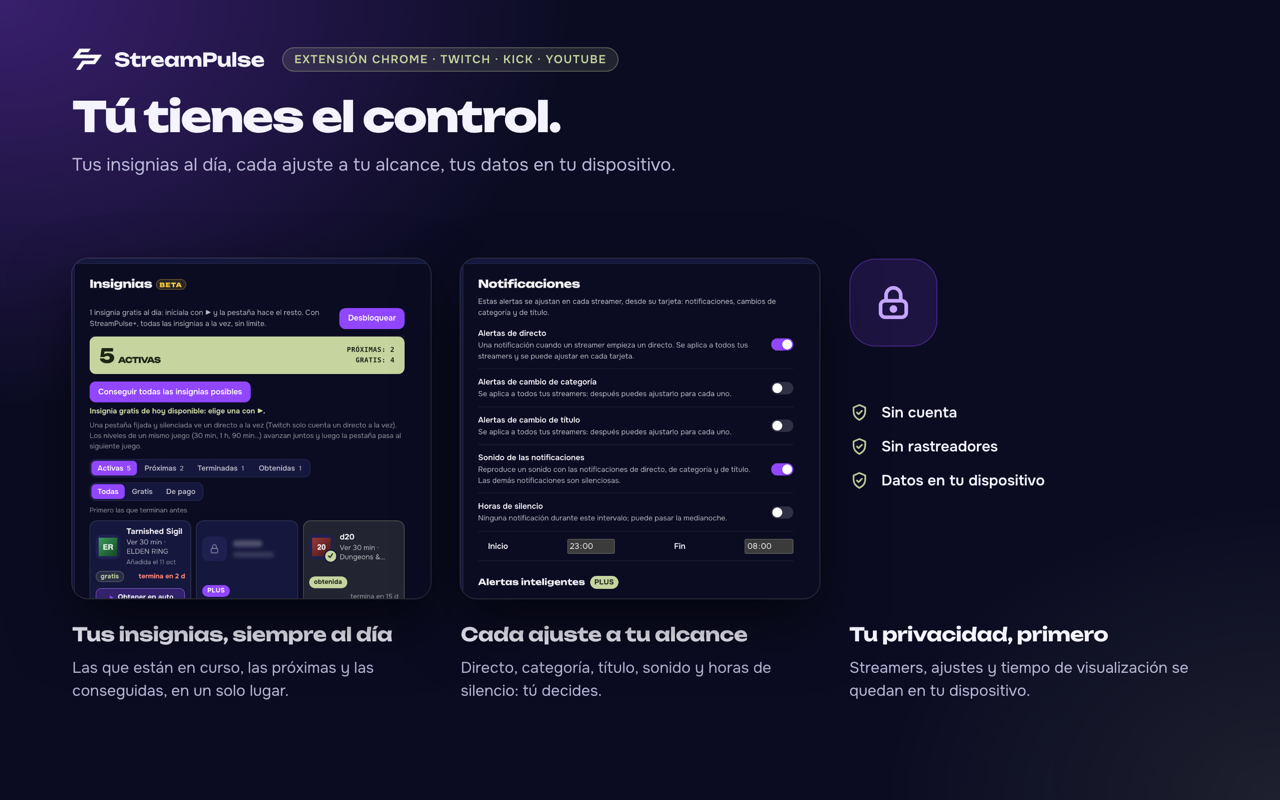 StreamPulse
EXTENSIÓN CHROME · TWITCH · KICK · YOUTUBE
Tú tienes el control.
Tus insignias al día, cada ajuste a tu alcance, tus datos en tu dispositivo.
Insignias BETA
1 insignia gratis al día: iníciala con ▶ y la pestaña hace el resto. Con
StreamPulse+, todas las insignias a la vez, sin límite.
Desbloquear
5 ACTIVAS
PRÓXIMAS: 2
GRATIS: 4
Conseguir todas las insignias posibles
Insignia gratis de hoy disponible: elige una con ▶.
Una pestaña fijada y silenciada ve un directo a la vez (Twitch solo cuenta un directo a la vez).
Los niveles de un mismo juego (30 min, 1 h, 90 min...) avanzan juntos y luego la pestaña pasa al
siguiente juego.
Activas 5 Próximas 2 Terminadas 1 Obtenidas 1
Todas Gratis De pago
Primero las que terminan antes
ER
Tarnished Sigil
Ver 30 min ·
ELDEN RING
Añadida el 11 oct
gratis termina en 2 d
Obtener en auto
PLUS
20
d20
Ver 30 min ·
Dungeons &...
obtenida
termina en 15 d
Notificaciones
Estas alertas se ajustan en cada streamer, desde su tarjeta: notificaciones, cambios de
categoría y de título.
Alertas de directo
Una notificación cuando un streamer empieza un directo. Se aplica a todos tus
streamers y se puede ajustar en cada tarjeta.
Alertas de cambio de categoría
Se aplica a todos tus streamers: después puedes ajustarlo para cada uno.
Alertas de cambio de título
Se aplica a todos tus streamers: después puedes ajustarlo para cada uno.
Sonido de las notificaciones
Reproduce un sonido con las notificaciones de directo, de categoría y de título.
Las demás notificaciones son silenciosas.
Horas de silencio
Ninguna notificación durante este intervalo; puede pasar la medianoche.
Inicio 23:00 Fin 08:00
Alertas inteligentes PLUS
Sin cuenta
Sin rastreadores
Datos en tu dispositivo
Tus insignias, siempre al día
Las que están en curso, las próximas y las
conseguidas, en un solo lugar.
Cada ajuste a tu alcance
Directo, categoría, título, sonido y horas de
silencio: tú decides.
Tu privacidad, primero
Streamers, ajustes y tiempo de visualización se
quedan en tu dispositivo.